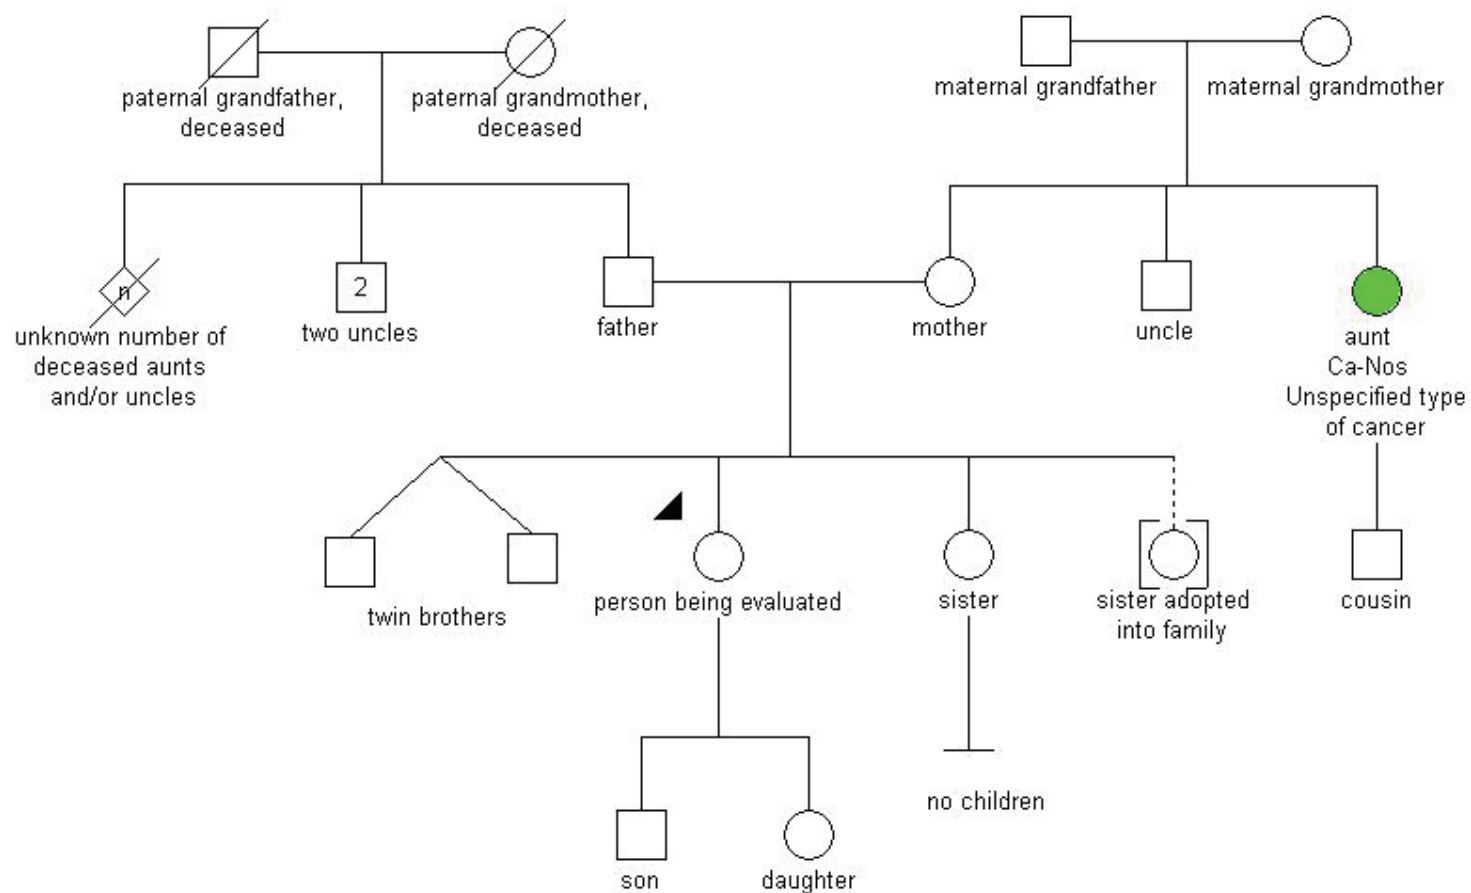 paternal grandfather,
deceased
paternal grandmother,
deceased
maternal grandfather
maternal grandmother
n
unknown number of
deceased aunts
and/or uncles
2
two uncles
father
mother
uncle
aunt
Ca-Nos
Unspecified type
of cancer
twin brothers
person being evaluated
sister
sister adopted
into family
cousin
no children
son
daughter